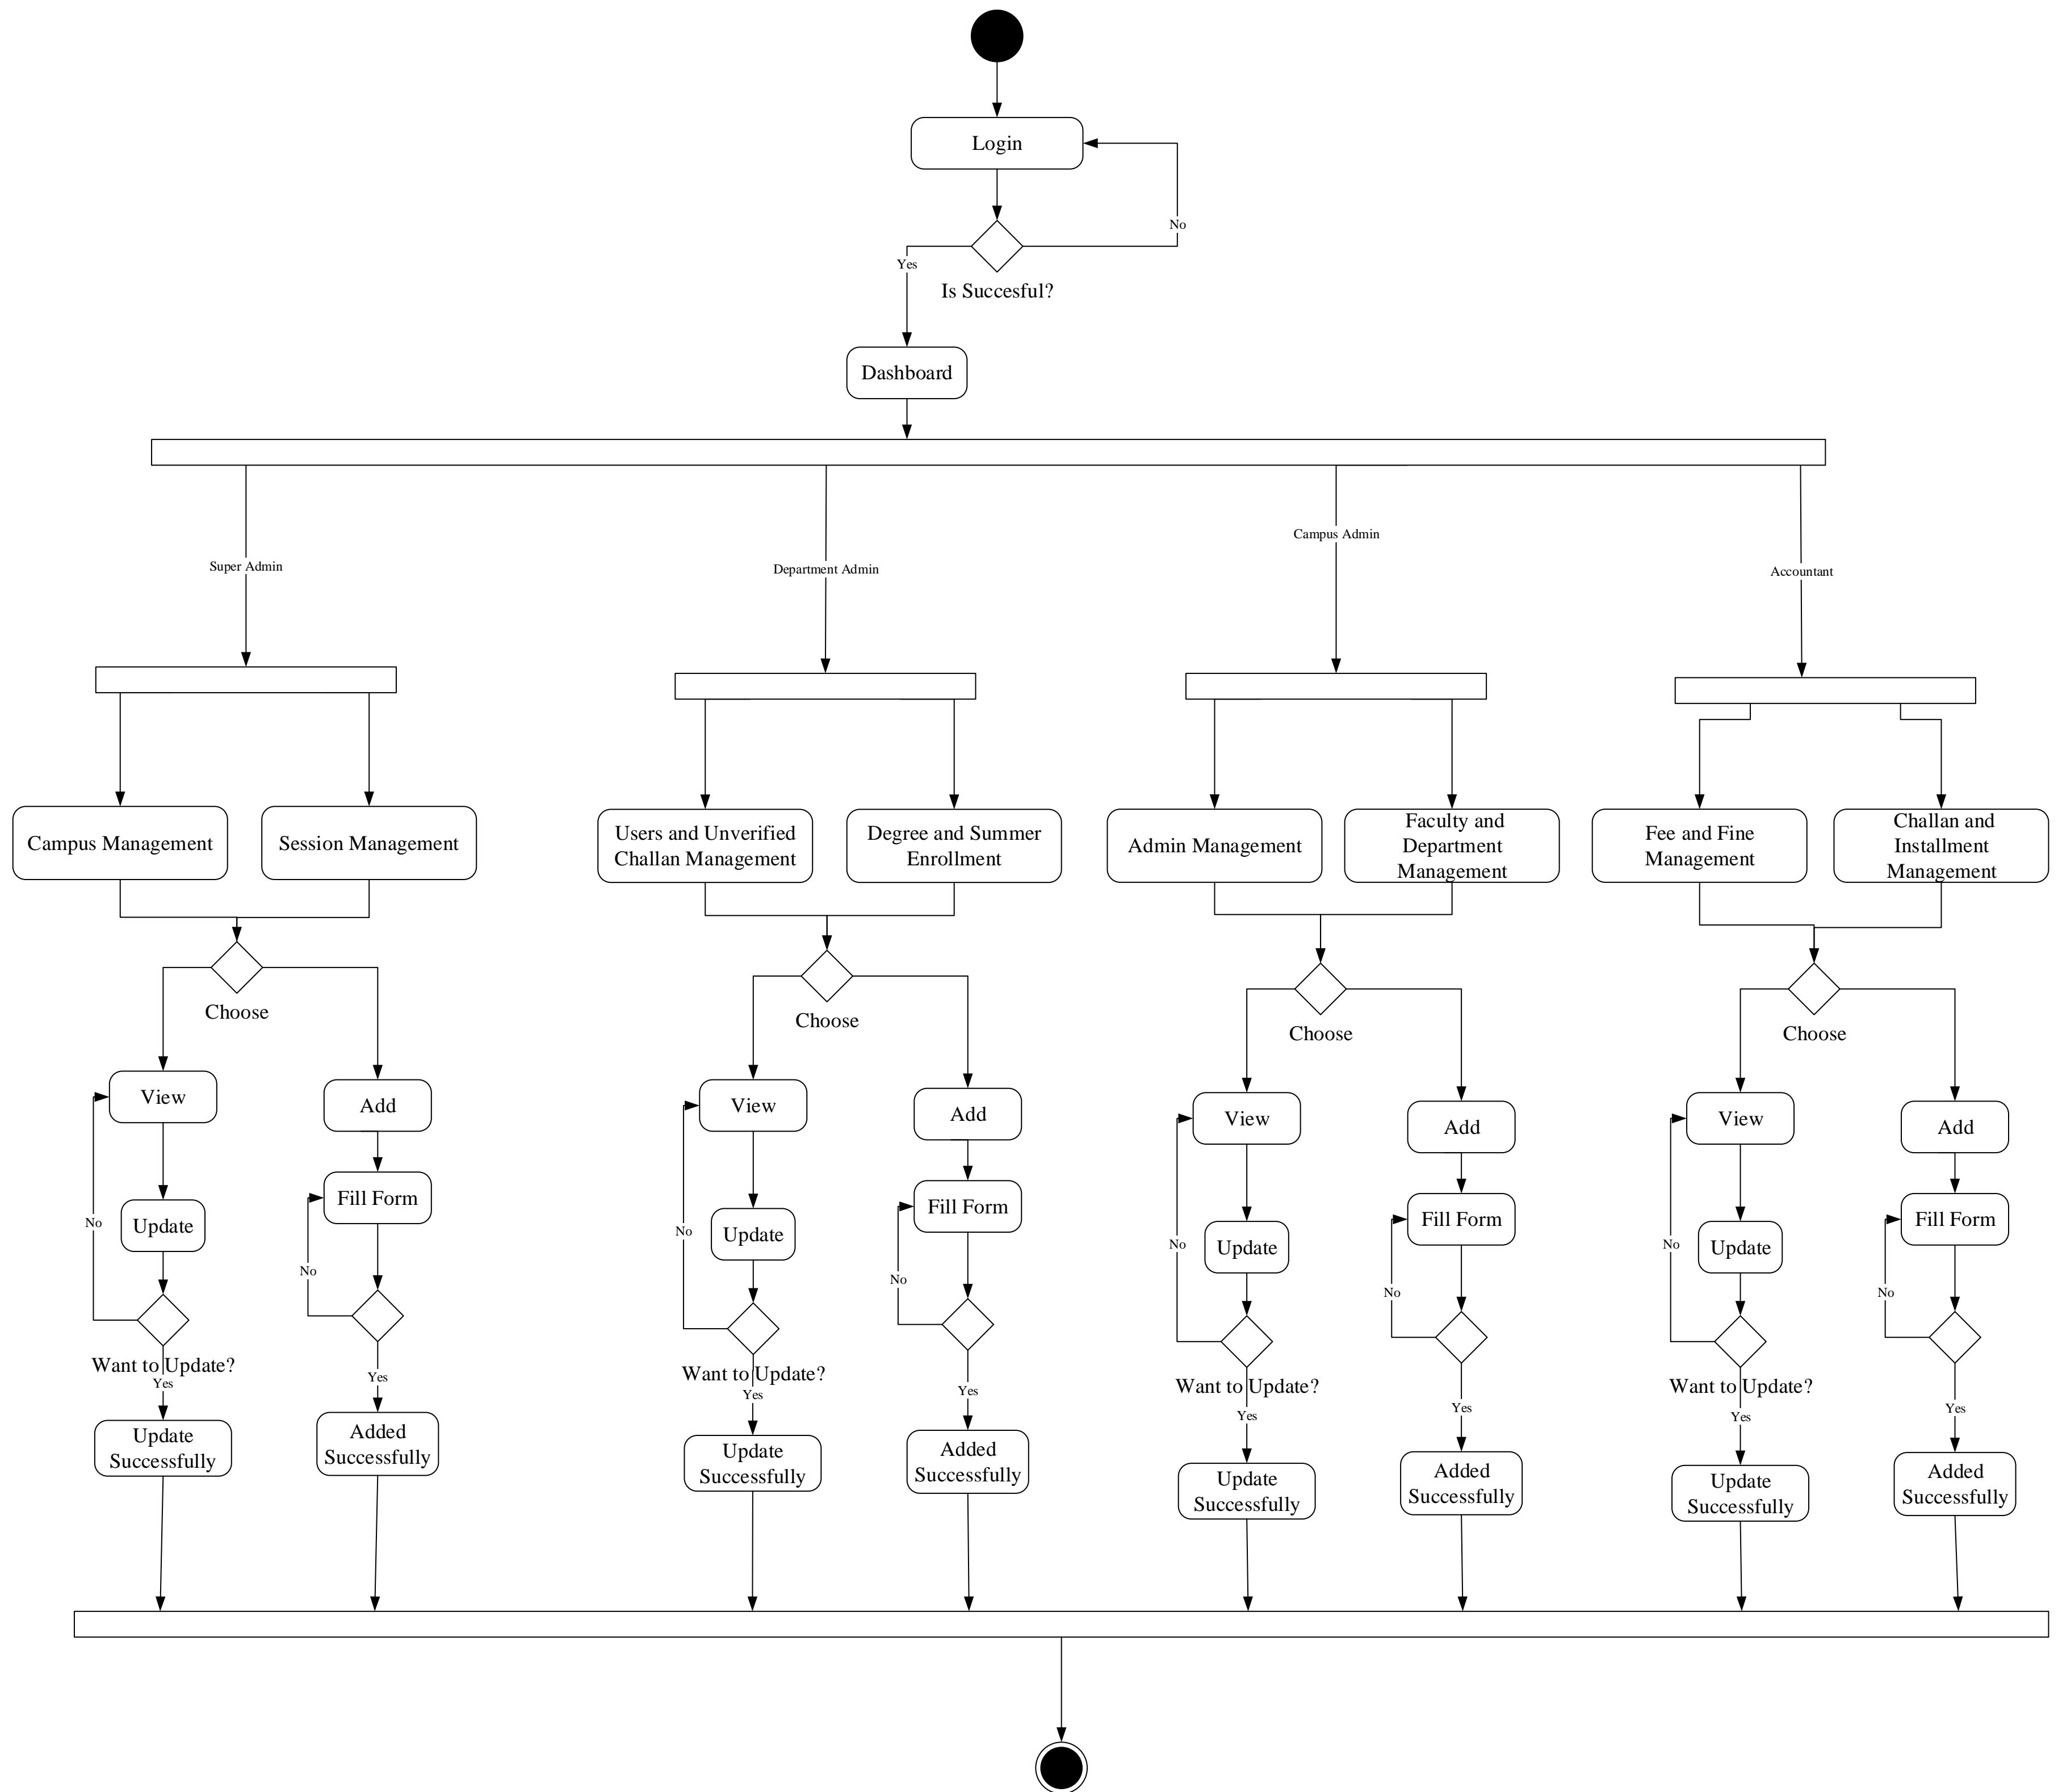 Login
No
Yes
Is Succesful?
Dashboard
Campus Admin
Super Admin
Department Admin
Accountant
Campus Management
Session Management
Users and Unverified
Challan Management
Degree and Summer
Enrollment
Admin Management
Faculty and
Department
Management
Fee and Fine
Management
Challan and
Installment
Management
Choose
Choose
Choose
Choose
View
Add
View
Add
View
Add
View
Add
Fill Form
Fill Form
Fill Form
Fill Form
No
Update
No
Update
No
Update
No
Update
No
No
No
No
Want to Update?
Yes
Yes
Want to Update?
Yes
Yes
Want to Update?
Yes
Yes
Want to Update?
Yes
Yes
Update
Successfully
Added
Successfully
Update
Successfully
Added
Successfully
Update
Successfully
Added
Successfully
Update
Successfully
Added
Successfully